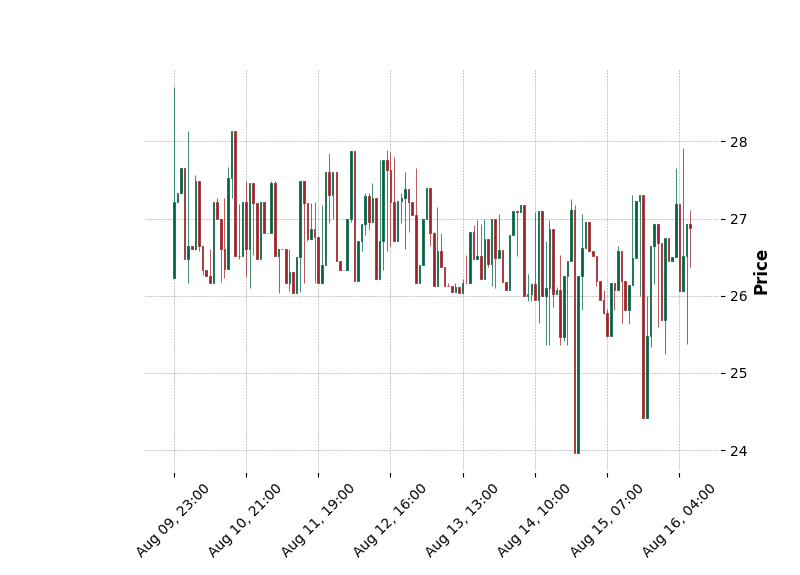 28
27
26
25
24
Price
Aug 09, 23:00
Aug 10, 21:00
Aug 11, 19:00
Aug 12, 16:00
Aug 13, 13:00
Aug 14, 10:00
Aug 15, 07:00
Aug 16, 04:00